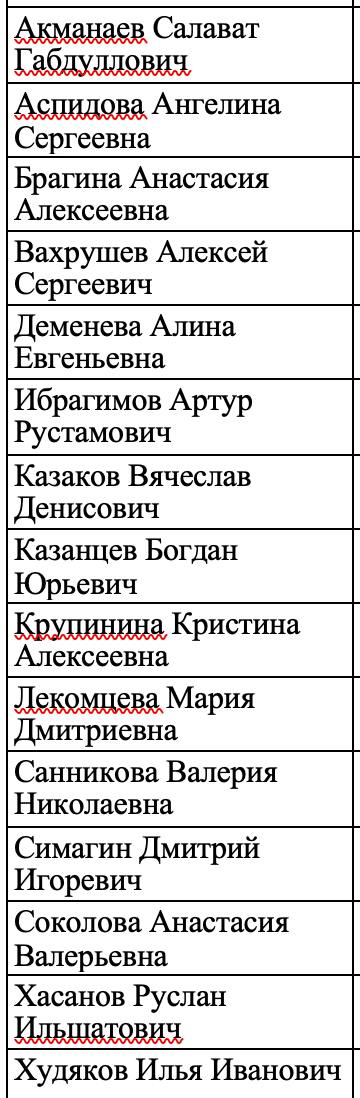 Акманаев Салават
Габдуллович
Аспидова Ангелина
Сергеевна
Брагина Анастасия
Алексеевна
Вахрушев Алексей
Сергеевич
Деменева Алина
Евгеньевна
Ибрагимов Артур
Рустамович
Казаков Вячеслав
Денисович
Казанцев Богдан
Юрьевич
Крупинина Кристина
Алексеевна
Лекомцева Мария
Дмитриевна
Санникова Валерия
Николаевна
Симагин Дмитрий
Игоревич
Соколова Анастасия
Валерьевна
Хасанов Руслан
Ильшатович
Худяков Илья Иванович